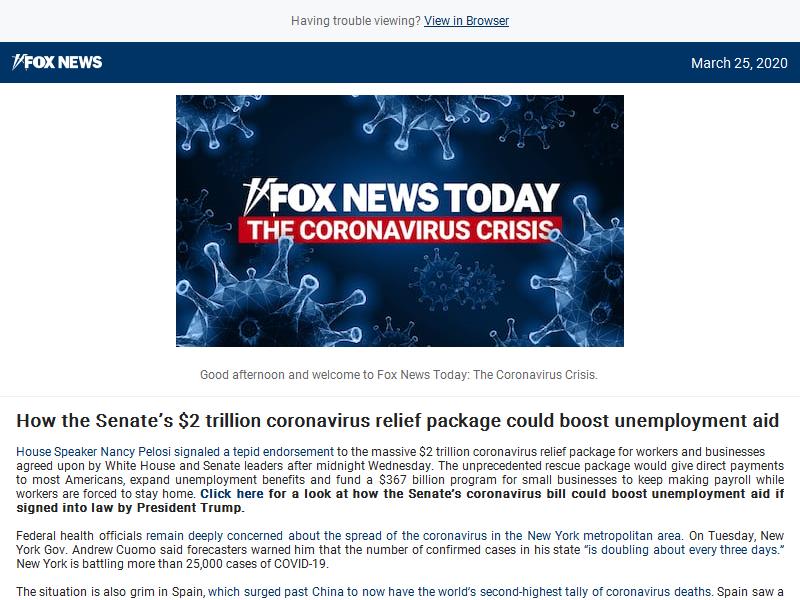 Having trouble viewing? View in Browser
FOX NEWS
March 25, 2020
FOX NEWS TODAY
THE CORONAVIRUS CRISIS
Good afternoon and welcome to Fox News Today: The Coronavirus Crisis.
How the Senate’s $2 trillion coronavirus relief package could boost unemployment aid
House Speaker Nancy Pelosi signaled a tepid endorsement to the massive $2 trillion coronavirus relief package for workers and businesses
agreed upon by White House and Senate leaders after midnight Wednesday. The unprecedented rescue package would give direct payments
to most Americans, expand unemployment benefits and fund a $367 billion program for small businesses to keep making payroll while
workers are forced to stay home. Click here for a look at how the Senate’s coronavirus bill could boost unemployment aid if
signed into law by President Trump.
Federal health officials remain deeply concerned about the spread of the coronavirus in the New York metropolitan area. On Tuesday, New
York Gov. Andrew Cuomo said forecasters warned him that the number of confirmed cases in his state “is doubling about every three days.”
New York is battling more than 25,000 cases of COVID-19.
The situation is also grim in Spain, which surged past China to now have the world’s second-highest tally of coronavirus deaths. Spain saw a